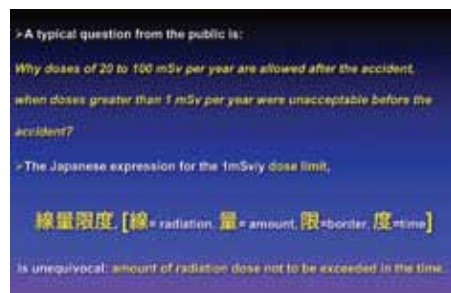 ➢A typical question from the public is:
Why doses of 20 to 100 mSv per year are allowed after the accident,
when doses greater than 1 mSv per year were unacceptable before the
accident?
➢The Japanese expression for the 1mSv/y dose limit,
線量限度, [線= radiation, 量= amount, 限=border, 度=time]
is unequivocal: amount of radiation dose not to be exceeded in the time.